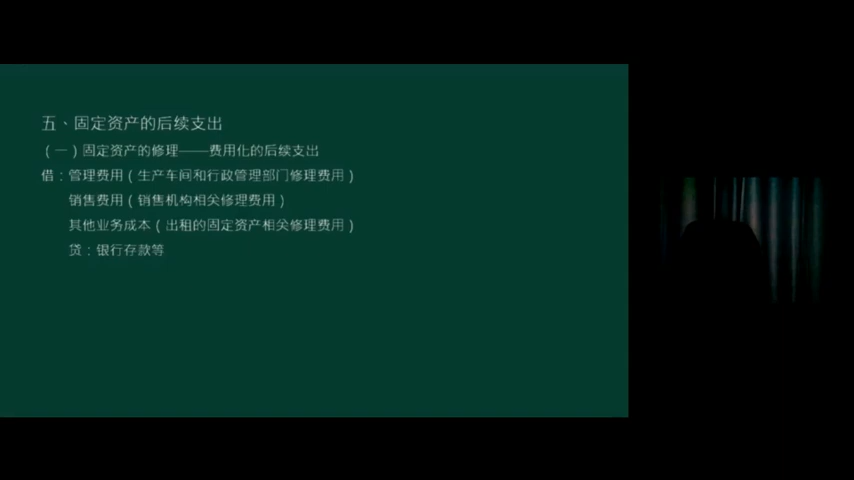 五、固定资产的后续支出
（一）固定资产的修理——费用化的后续支出
借：管理费用（生产车间和行政管理部门修理费用）
销售费用（销售机构相关修理费用）
其他业务成本（出租的固定资产相关修理费用）
贷：银行存款等